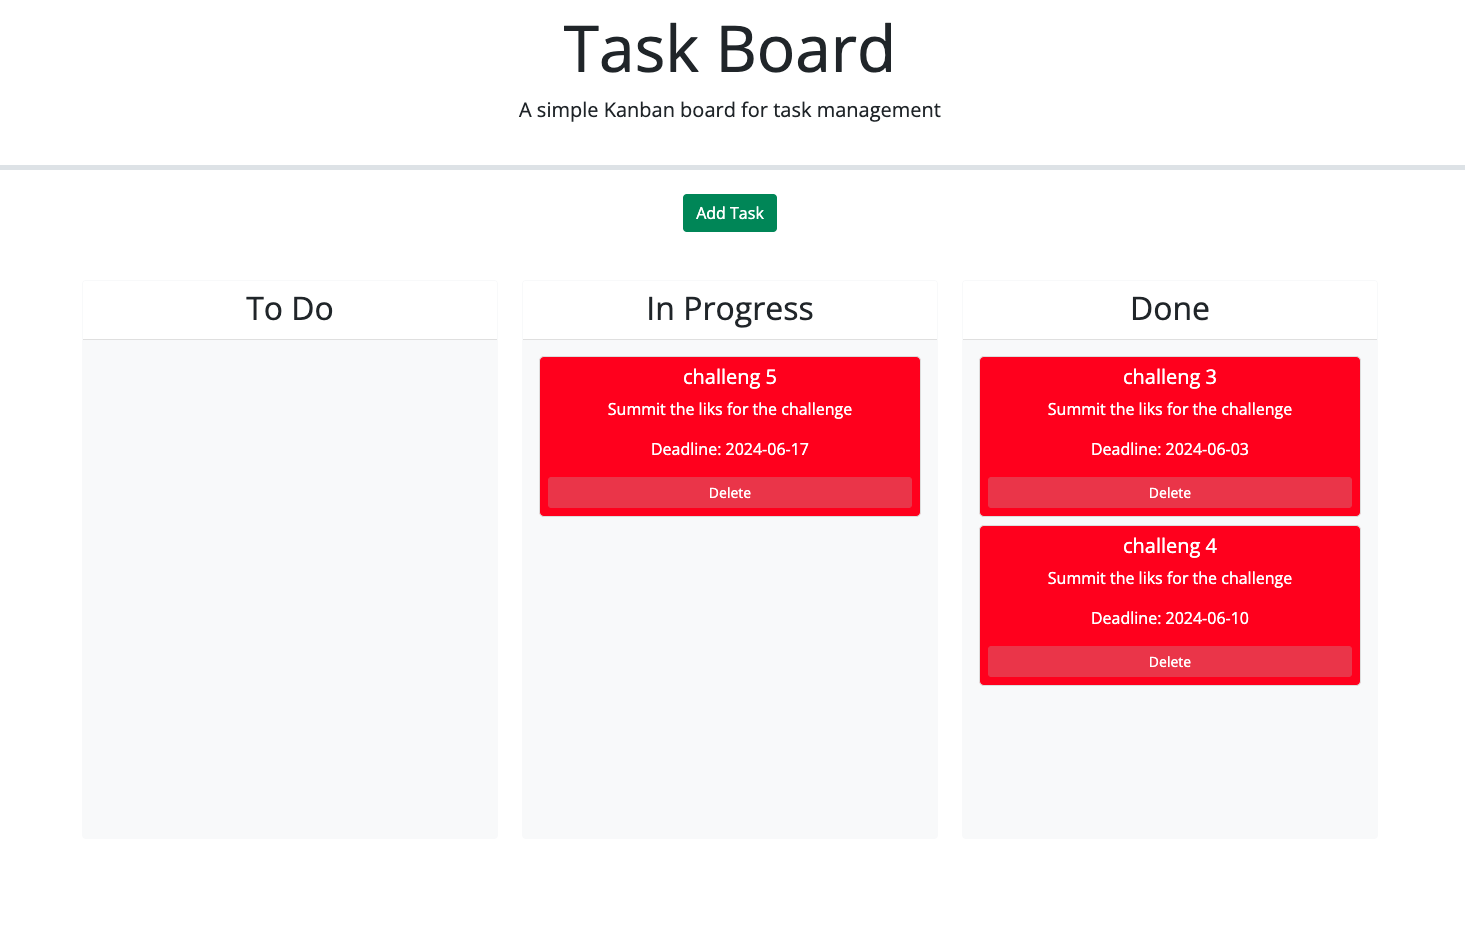 Task Board
A simple Kanban board for task management
Add Task
To Do
In Progress
challeng 5
Summit the liks for the challenge
Deadline: 2024-06-17
Delete
Done
challeng 3
Summit the liks for the challenge
Deadline: 2024-06-03
Delete
challeng 4
Summit the liks for the challenge
Deadline: 2024-06-10
Delete